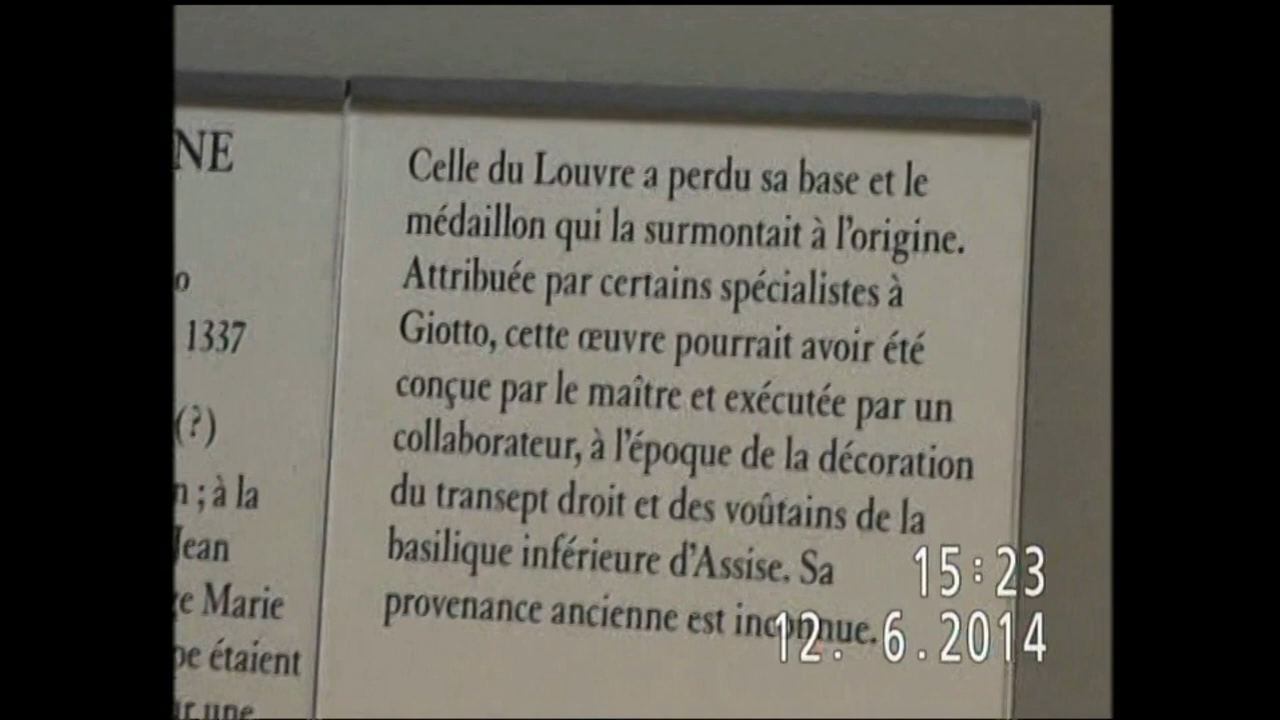 NE
o
1337
(?)
n ; à la
Jean
e Marie
pe étaient
ur une
Celle du Louvre a perdu sa base et le
médaillon qui la surmontait à l'origine.
Attribuée par certains spécialistes à
Giotto, cette œuvre pourrait avoir été
conçue par le maître et exécutée par un
collaborateur, à l'époque de la décoration
du transept droit et des voûtains de la
basilique inférieure d'Assise. Sa
provenance ancienne est inconnue.
15:23
12. 6.2014